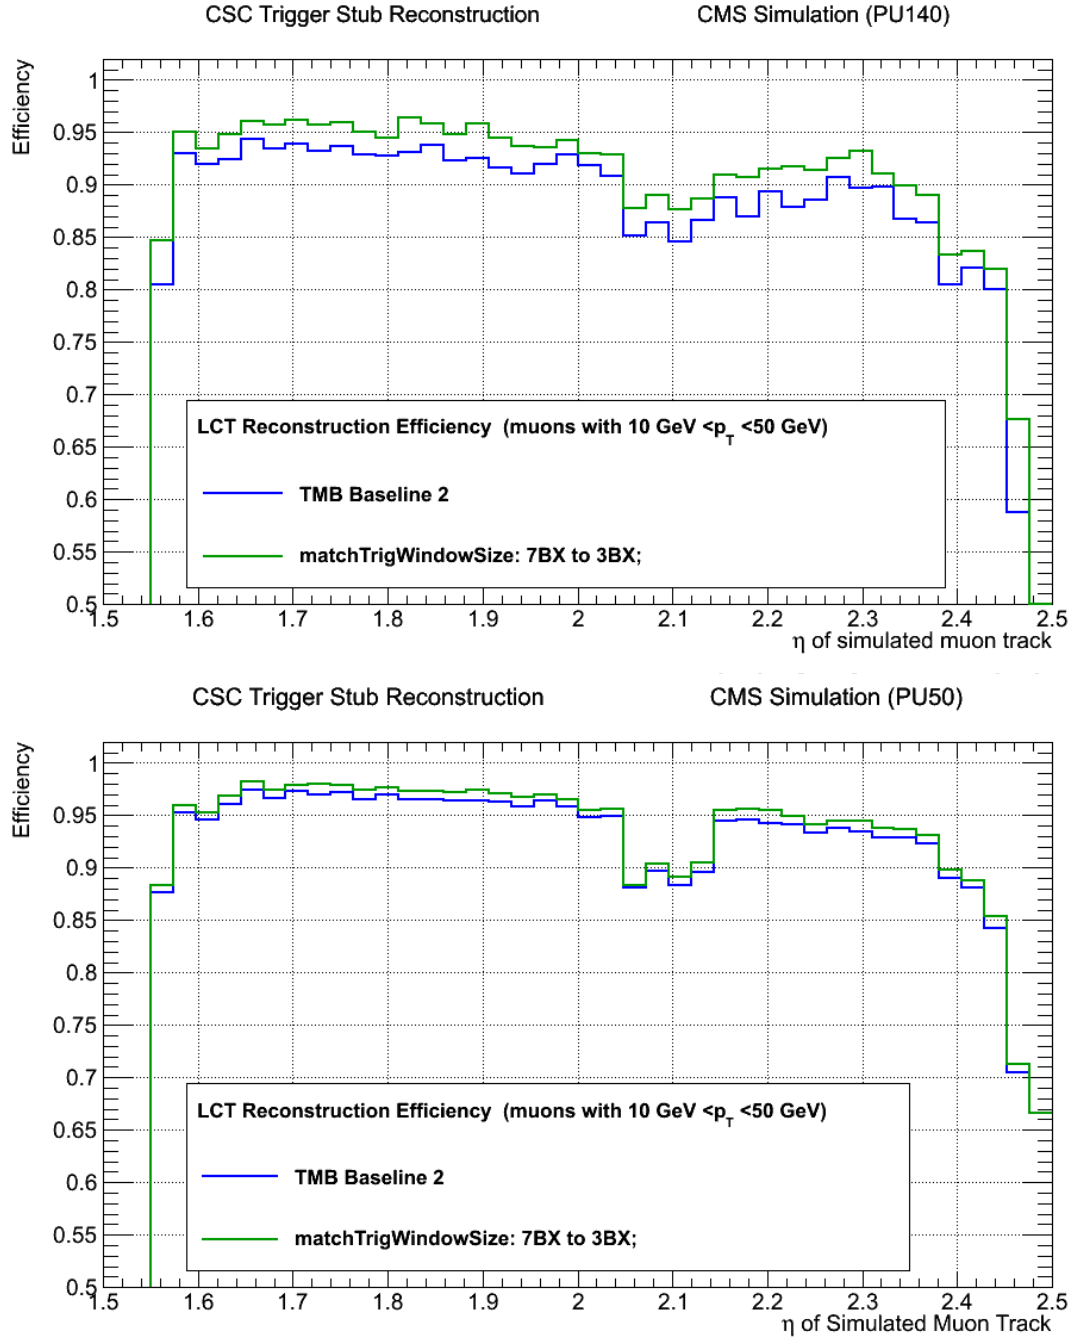 CSC Trigger Stub Reconstruction CMS Simulation (PU140)
Efficiency
1
0.95
0.9
0.85
0.8
0.75
0.7
0.65
0.6
0.55
0.5
LCT Reconstruction Efficiency (muons with 10 GeV <pT <50 GeV)
TMB Baseline 2
matchTrigWindowSize: 7BX to 3BX;
1.5 1.6 1.7 1.8 1.9 2 2.1 2.2 2.3 2.4 2.5
η of simulated muon track
CSC Trigger Stub Reconstruction CMS Simulation (PU50)
Efficiency
1
0.95
0.9
0.85
0.8
0.75
0.7
0.65
0.6
0.55
0.5
LCT Reconstruction Efficiency (muons with 10 GeV <pT <50 GeV)
TMB Baseline 2
matchTrigWindowSize: 7BX to 3BX;
1.5 1.6 1.7 1.8 1.9 2 2.1 2.2 2.3 2.4 2.5
η of Simulated Muon Track